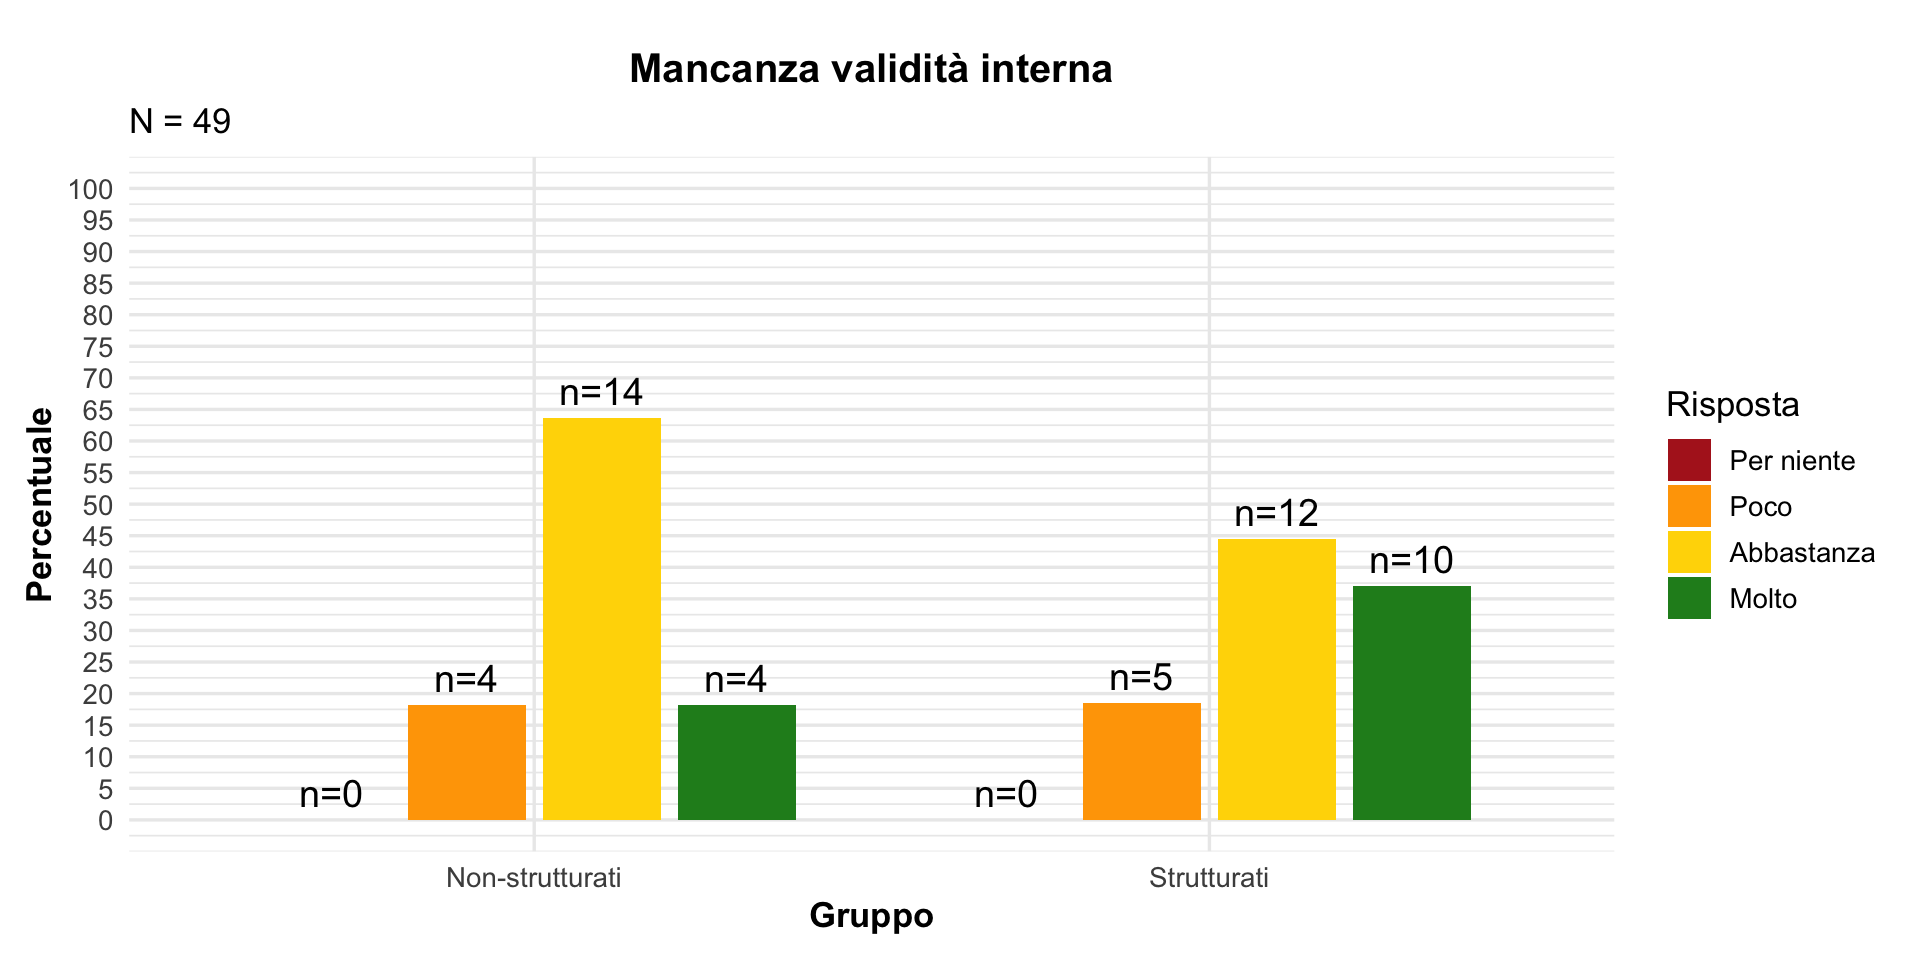 Mancanza validità interna
N = 49
Percentuale
100
95
90
85
80
75
70
65
60
55
50
45
40
35
30
25
20
15
10
5
0
n=0
n=4
n=14
n=4
n=0
n=5
n=12
n=10
Non-strutturati
Strutturati
Gruppo
Risposta
Per niente
Poco
Abbastanza
Molto